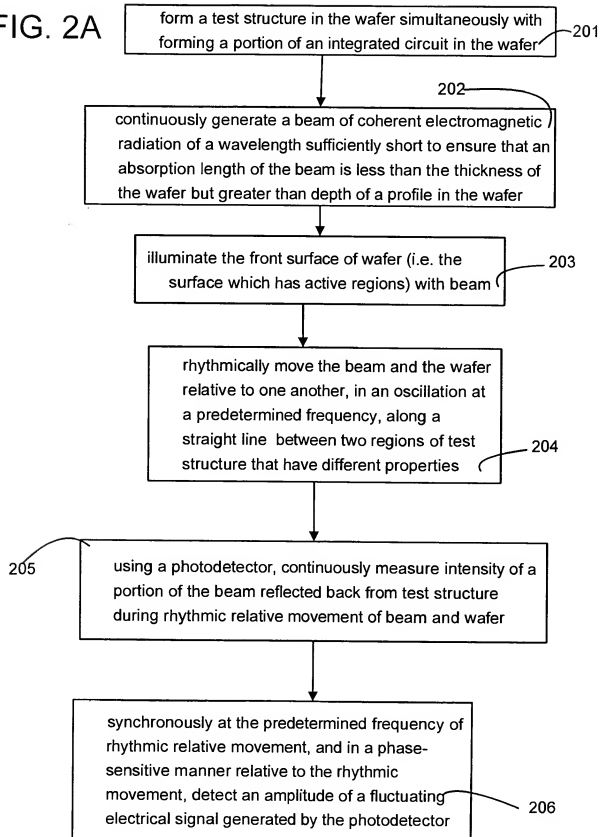 FIG. 2A
form a test structure in the wafer simultaneously with
forming a portion of an integrated circuit in the wafer
201
202
continuously generate a beam of coherent electromagnetic
radiation of a wavelength sufficiently short to ensure that an
absorption length of the beam is less than the thickness of
the wafer but greater than depth of a profile in the wafer
illuminate the front surface of wafer (i.e. the
surface which has active regions) with beam
203
rhythmically move the beam and the wafer
relative to one another, in an oscillation at
a predetermined frequency, along a
straight line between two regions of test
structure that have different properties
204
205
using a photodetector, continuously measure intensity of a
portion of the beam reflected back from test structure
during rhythmic relative movement of beam and wafer
synchronously at the predetermined frequency of
rhythmic relative movement, and in a phase-
sensitive manner relative to the rhythmic
movement, detect an amplitude of a fluctuating
electrical signal generated by the photodetector
206